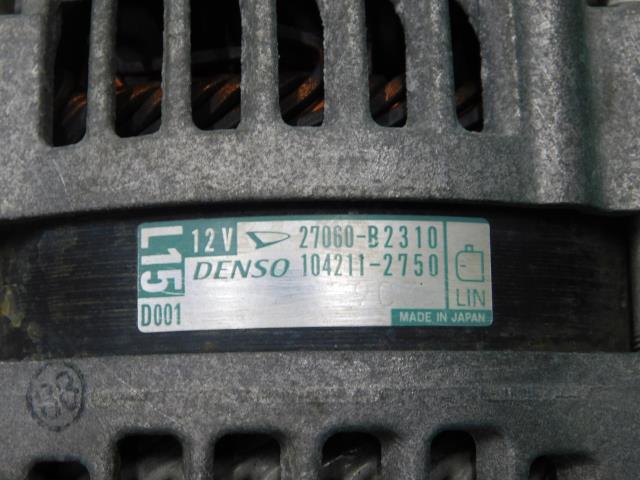 L15
12V 27060-B2310
DENSO 104211-2750
LIN
D001
MADE IN JAPAN